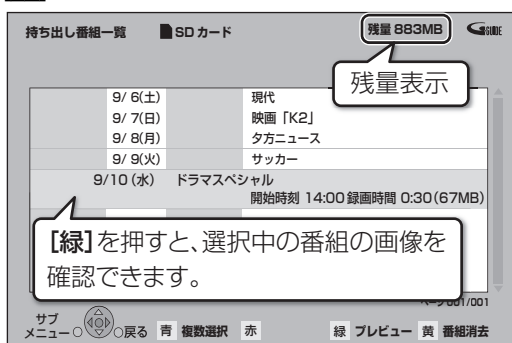 持ち出し番組一覧 SDカード 残量 883MB GGUIDE
残量表示
9/ 6(土) 現代
9/ 7(日) 映画「K2」
9/ 8(月) 夕方ニュース
9/ 9(火) サッカー
9/10(水) ドラマスペシャル
開始時刻 14:00 録画時間 0:30(67MB)
[緑]を押すと、選択中の番組の画像を
確認できます。
ページ 001/001
サブ
メニュー 戻る 青 複数選択 赤 緑 プレビュー 黄 番組消去